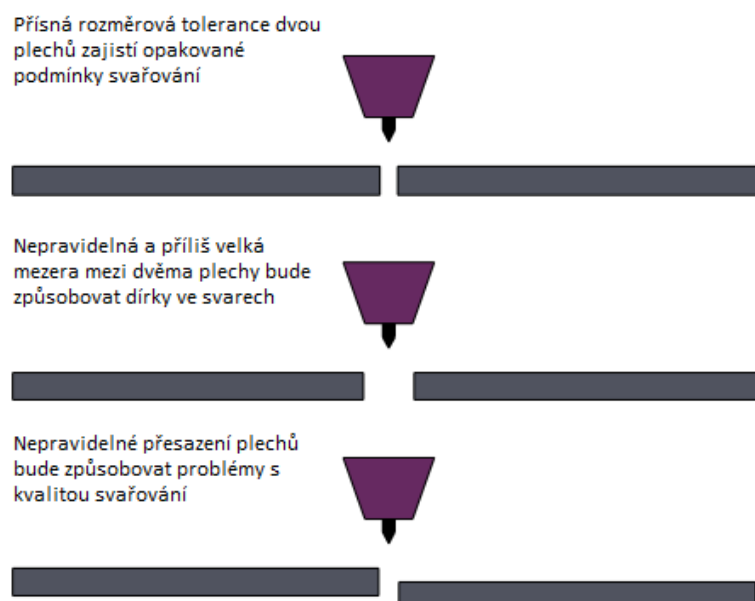 Přísná rozměrová tolerance dvou
plechů zajistí opakované
podmínky svařování
Nepravidelná a příliš velká
mezera mezi dvěma plechy bude
způsobovat dírky ve svarech
Nepravidelné přesazení plechů
bude způsobovat problémy s
kvalitou svařování